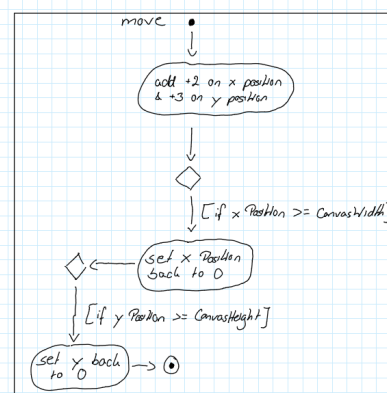 move
add +2 on x position
& +3 on y position
[if x Position >= CanvasWidth]
set x Position
back to 0
[if y Position >= CanvasHeight]
set y back
to 0